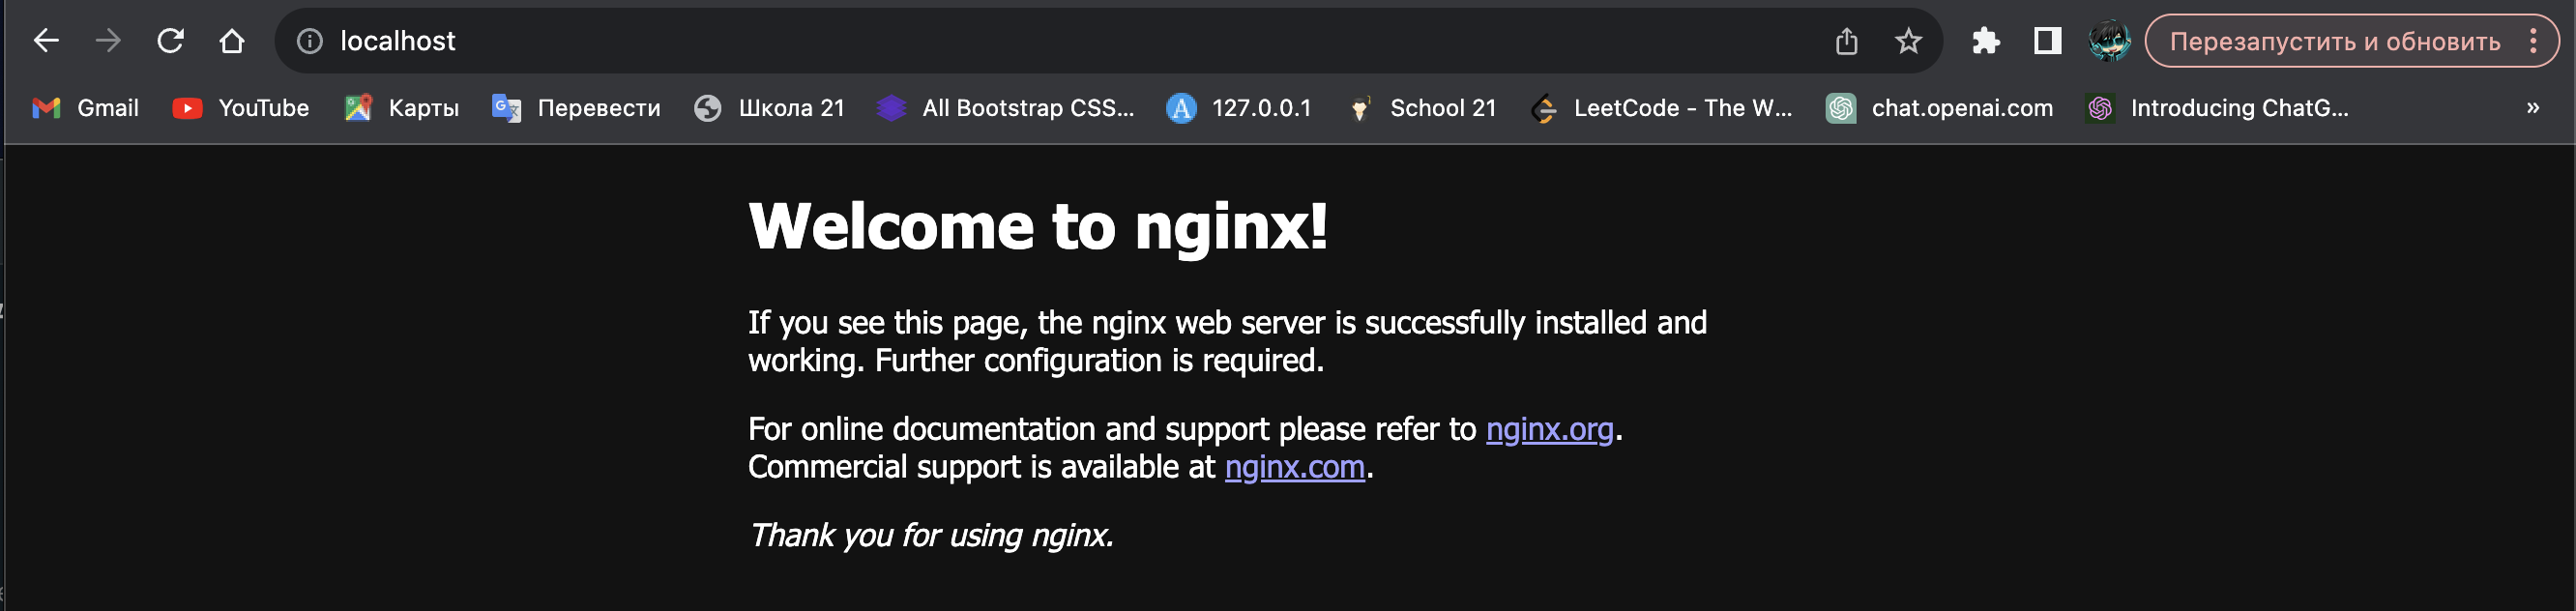 localhost
Перезапустить и обновить
Gmail YouTube Карты Перевести Школа 21 All Bootstrap CSS... 127.0.0.1 School 21 LeetCode - The W... chat.openai.com Introducing ChatG... »
Welcome to nginx!
If you see this page, the nginx web server is successfully installed and
working. Further configuration is required.
For online documentation and support please refer to nginx.org.
Commercial support is available at nginx.com.
Thank you for using nginx.